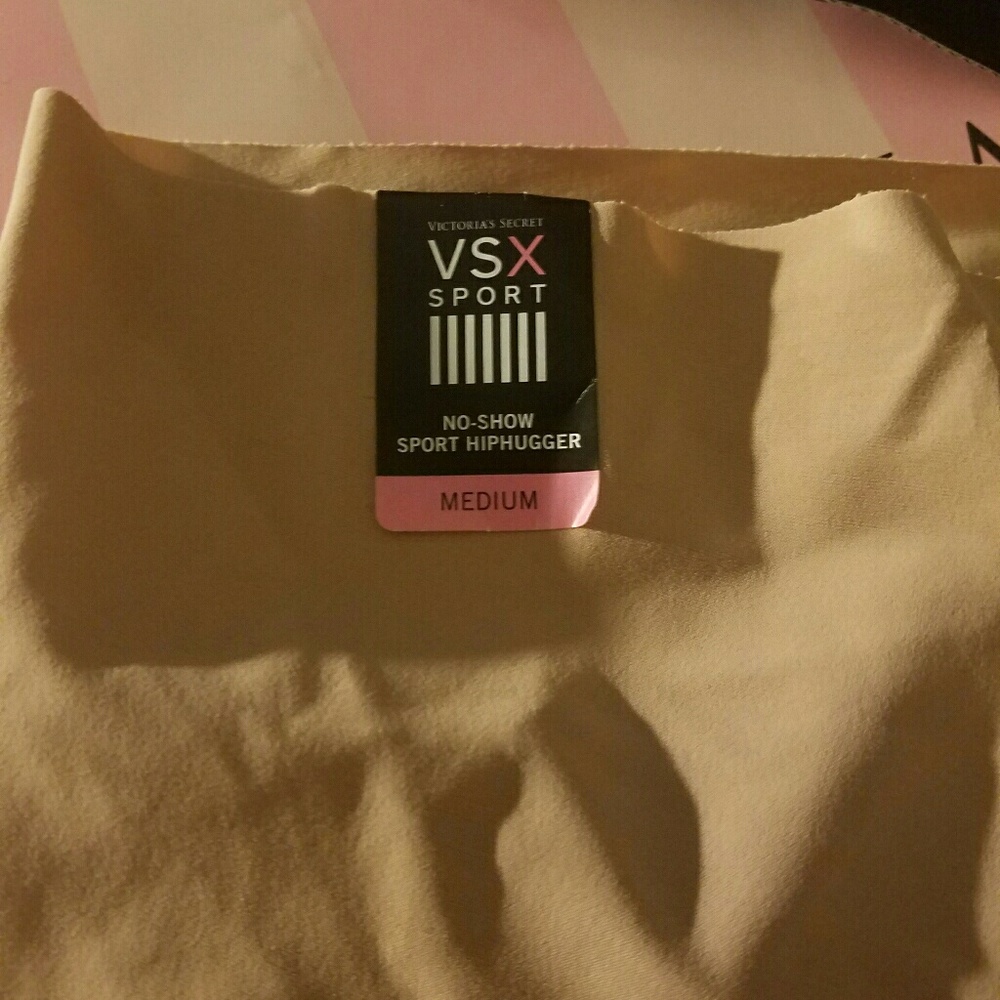 VICTORIA'S SECRET
VSX
SPORT
NO-SHOW
SPORT HIPHUGGER
MEDIUM